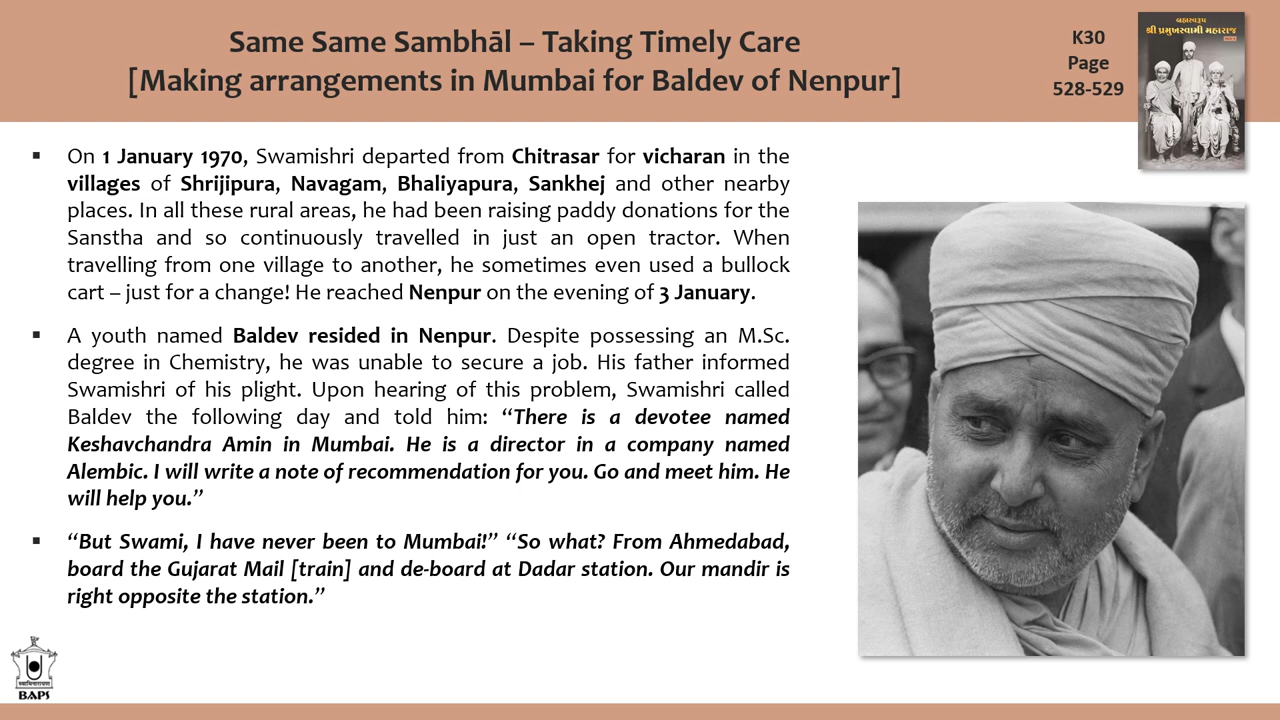 Same Same Sambhāl – Taking Timely Care
[Making arrangements in Mumbai for Baldev of Nenpur]
K30
Page
528-529
બ્રહ્મસ્વરૂપ
શ્રી પ્રમુખસ્વામી મહારાજ
▪ On 1 January 1970, Swamishri departed from Chitrasar for vicharan in the
villages of Shrijipura, Navagam, Bhaliyapura, Sankhej and other nearby
places. In all these rural areas, he had been raising paddy donations for the
Sanstha and so continuously travelled in just an open tractor. When
travelling from one village to another, he sometimes even used a bullock
cart – just for a change! He reached Nenpur on the evening of 3 January.
▪ A youth named Baldev resided in Nenpur. Despite possessing an M.Sc.
degree in Chemistry, he was unable to secure a job. His father informed
Swamishri of his plight. Upon hearing of this problem, Swamishri called
Baldev the following day and told him: “There is a devotee named
Keshavchandra Amin in Mumbai. He is a director in a company named
Alembic. I will write a note of recommendation for you. Go and meet him. He
will help you.”
▪ “But Swami, I have never been to Mumbai!” “So what? From Ahmedabad,
board the Gujarat Mail [train] and de-board at Dadar station. Our mandir is
right opposite the station.”
BAPS